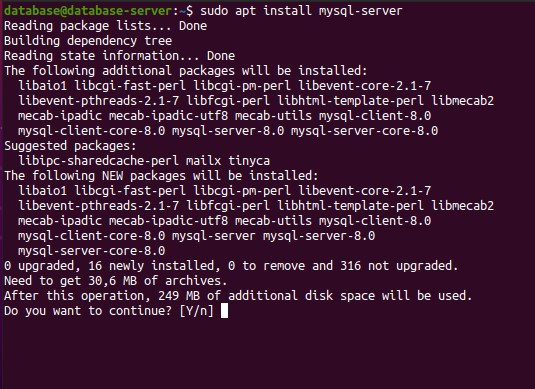 database@database-server:~$ sudo apt install mysql-server
Reading package lists... Done
Building dependency tree
Reading state information... Done
The following additional packages will be installed:
  libaio1 libcgi-fast-perl libcgi-pm-perl libevent-core-2.1-7
  libevent-pthreads-2.1-7 libfcgi-perl libhtml-template-perl libmecab2
  mecab-ipadic mecab-ipadic-utf8 mecab-utils mysql-client-8.0
  mysql-client-core-8.0 mysql-server-8.0 mysql-server-core-8.0
Suggested packages:
  libipc-sharedcache-perl mailx tinyca
The following NEW packages will be installed:
  libaio1 libcgi-fast-perl libcgi-pm-perl libevent-core-2.1-7
  libevent-pthreads-2.1-7 libfcgi-perl libhtml-template-perl libmecab2
  mecab-ipadic mecab-ipadic-utf8 mecab-utils mysql-client-8.0
  mysql-client-core-8.0 mysql-server mysql-server-8.0
  mysql-server-core-8.0
0 upgraded, 16 newly installed, 0 to remove and 316 not upgraded.
Need to get 30,6 MB of archives.
After this operation, 249 MB of additional disk space will be used.
Do you want to continue? [Y/n]